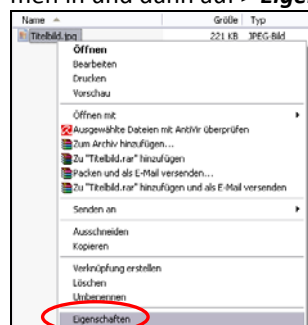 men in und dann auf > Eige
Name Größe Typ
Titelbild.jpg 221 KB JPEG-Bild
Öffnen
Bearbeiten
Drucken
Vorschau
Öffnen mit
Ausgewählte Dateien mit AntiVir überprüfen
Zum Archiv hinzufügen...
Zu "Titelbild.rar" hinzufügen
Packen und als E-Mail versenden...
Zu "Titelbild.rar" hinzufügen und als E-Mail versenden
Senden an
Ausschneiden
Kopieren
Verknüpfung erstellen
Löschen
Umbenennen
Eigenschaften